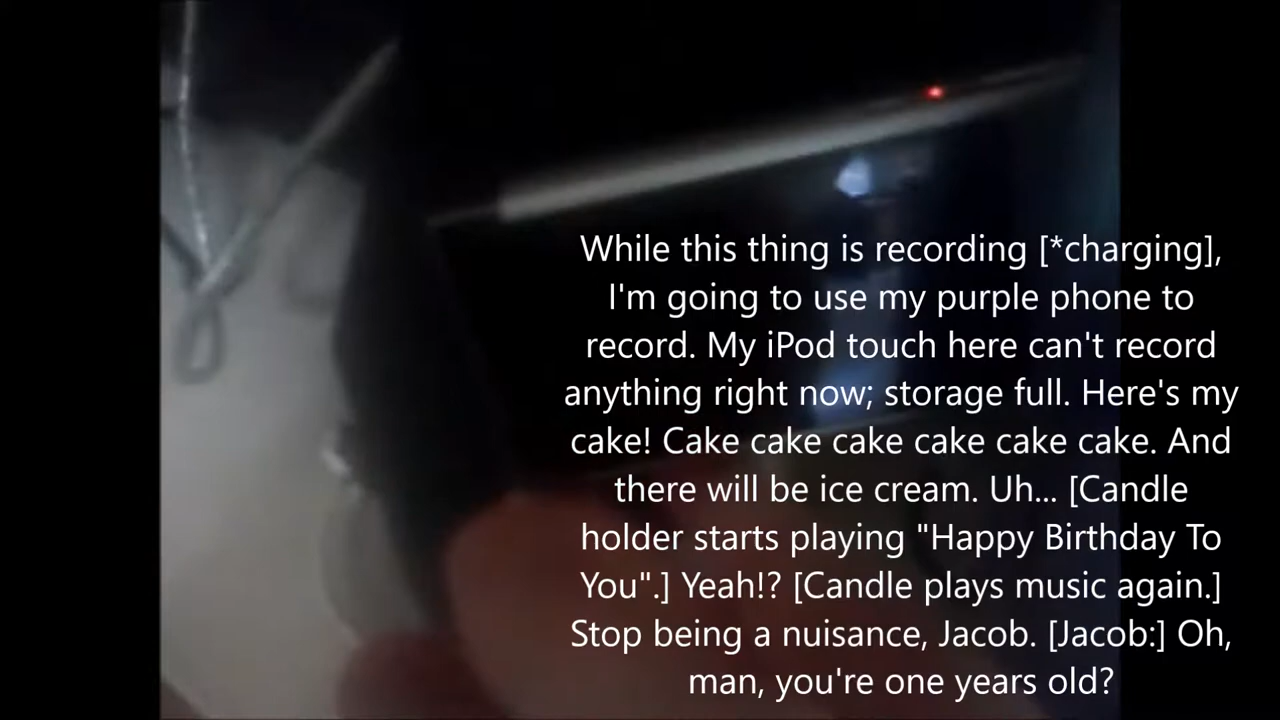 While this thing is recording [*charging],
I'm going to use my purple phone to
record. My iPod touch here can't record
anything right now; storage full. Here's my
cake! Cake cake cake cake cake cake. And
there will be ice cream. Uh... [Candle
holder starts playing "Happy Birthday To
You".] Yeah!? [Candle plays music again.]
Stop being a nuisance, Jacob. [Jacob:] Oh,
man, you're one years old?